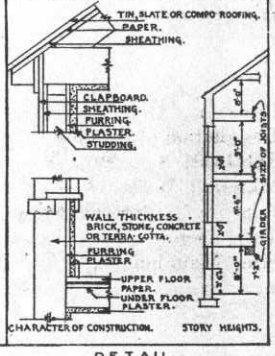 TIN, SLATE OR COMPO ROOFING.
PAPER.
SHEATHING.
CLAPBOARD.
SHEATHING.
FURRING
PLASTER.
STUDDING.
WALL THICKNESS
BRICK, STONE, CONCRETE
OR TERRA-COTTA.
FURRING
PLASTER
UPPER FLOOR
PAPER.
UNDER FLOOR
PLASTER.
SIZE OF JOISTS
GIRDER
CHARACTER OF CONSTRUCTION.
STORY HEIGHTS.
DETAIL